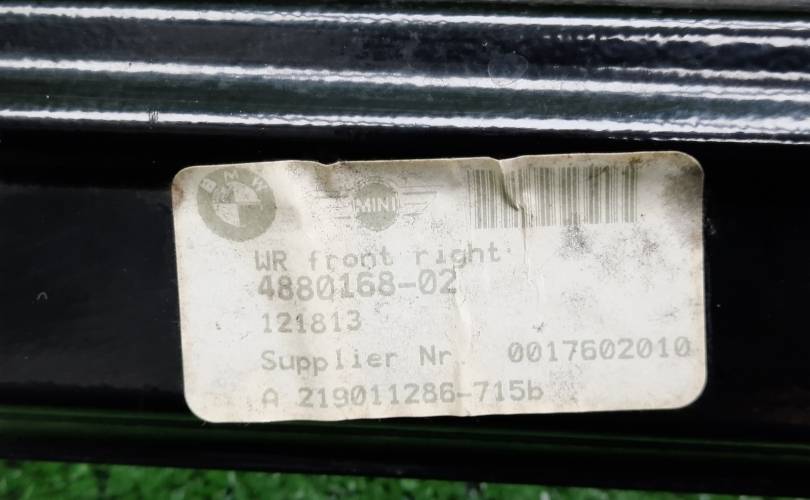 BMW
MINI
WR front right
4880168-02
121813
Supplier Nr. 0017602010
A 219011286-715b